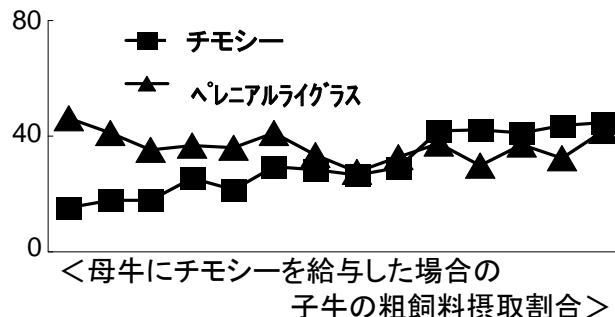 80
チモシー
ペレニアルライグラス
40
0
＜母牛にチモシーを給与した場合の
子牛の粗飼料摂取割合＞